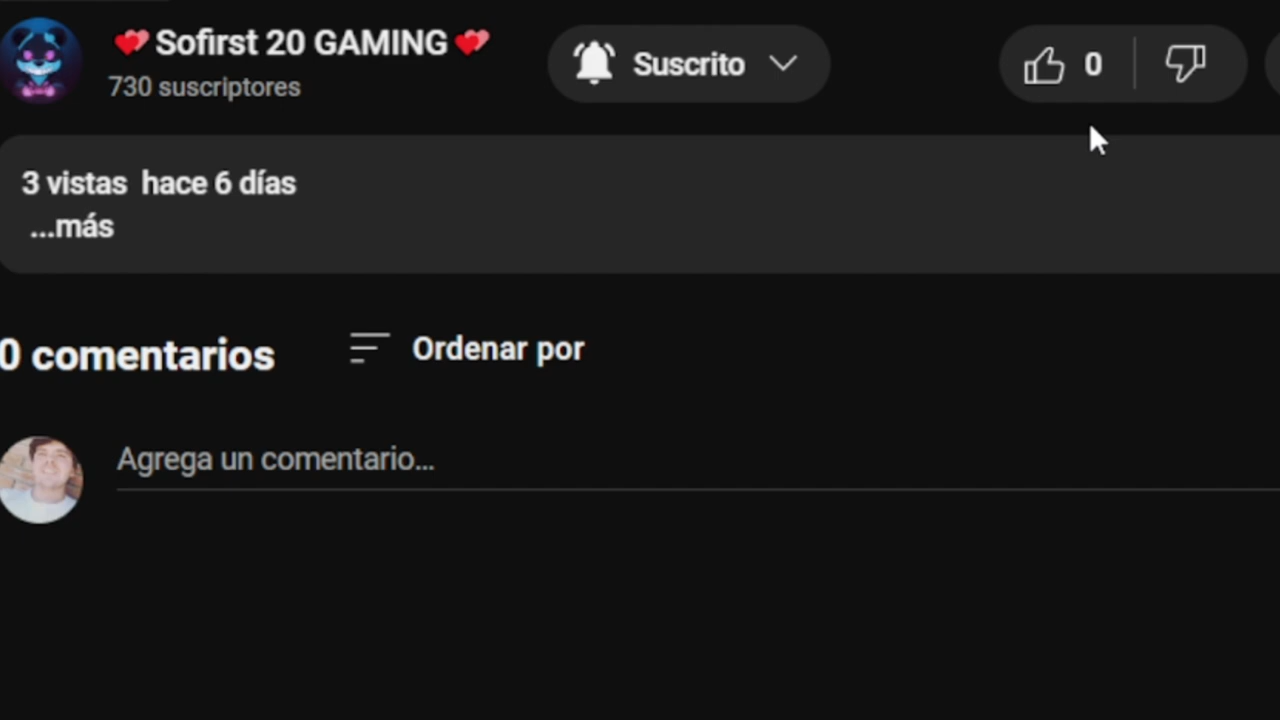 💕Sofirst 20 GAMING💕
730 suscriptores
Suscrito
0
3 vistas hace 6 días
...más
0 comentarios
Ordenar por
Agrega un comentario...